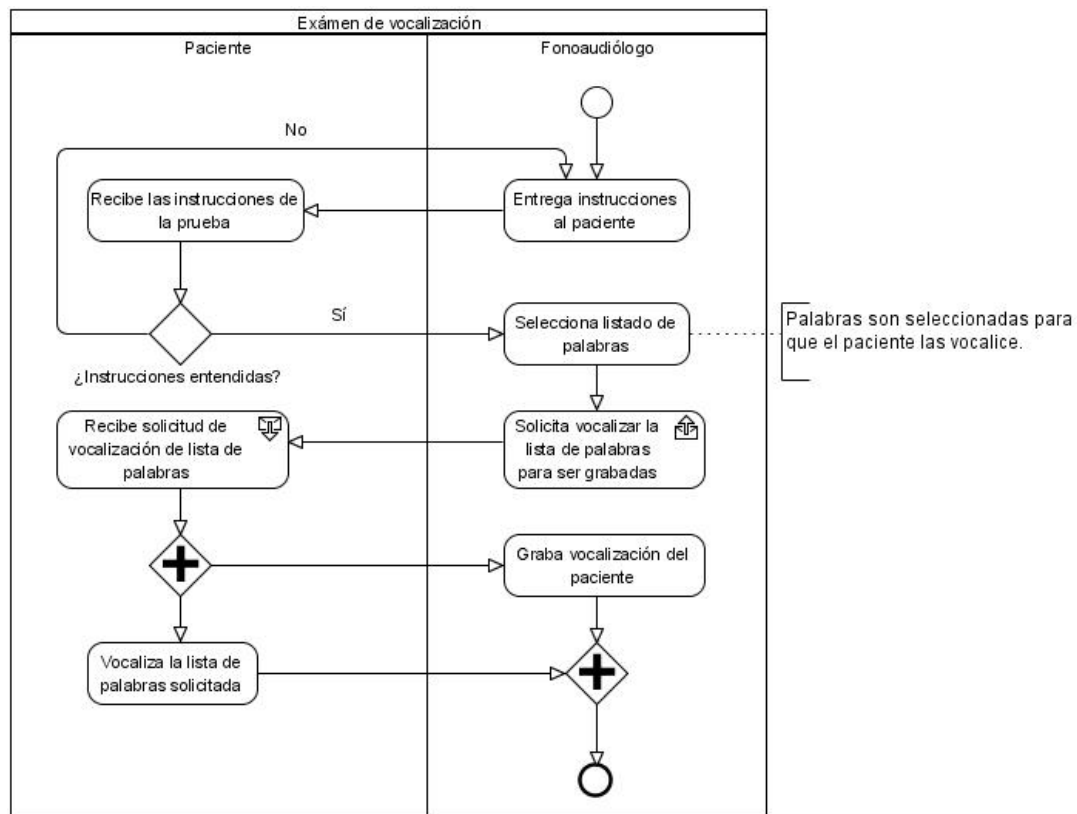 Exámen de vocalización
Paciente
Fonoaudiólogo
No
Recibe las instrucciones de
la prueba
Entrega instrucciones
al paciente
Sí
Selecciona listado de
palabras
Palabras son seleccionadas para
que el paciente las vocalice.
¿Instrucciones entendidas?
Recibe solicitud de
vocalización de lista de
palabras
Solicita vocalizar la
lista de palabras
para ser grabadas
Graba vocalización del
paciente
Vocaliza la lista de
palabras solicitada